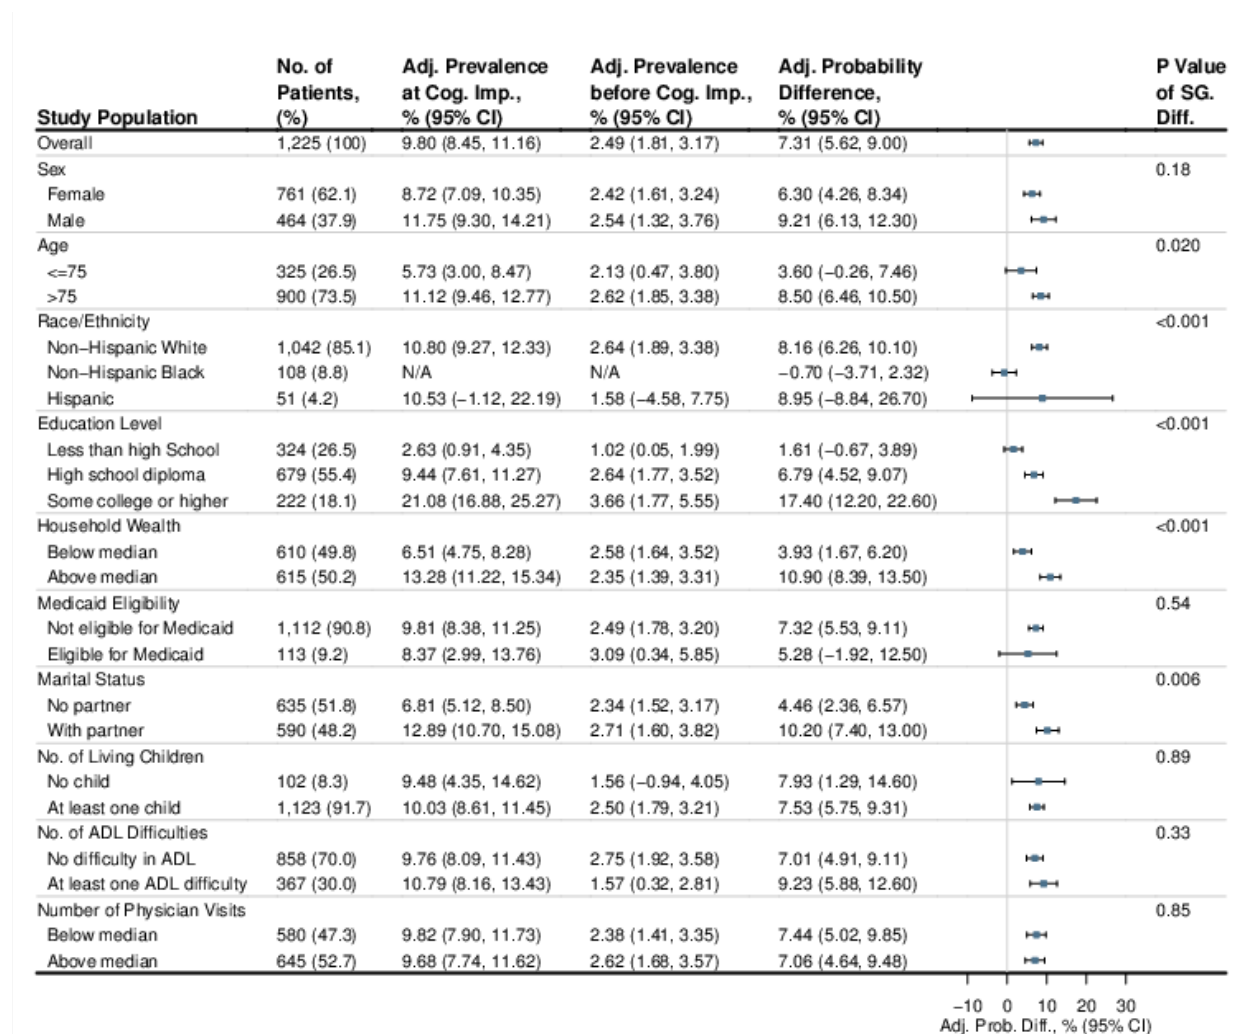 No. of Adj. Prevalence Adj. Prevalence Adj. Probability P Value
Patients, at Cog. Imp., before Cog. Imp., Difference, of SG.
Study Population (%) % (95% CI) % (95% CI) % (95% CI) Diff.
Overall 1,225 (100) 9.80 (8.45, 11.16) 2.49 (1.81, 3.17) 7.31 (5.62, 9.00)
Sex 0.18
Female 761 (62.1) 8.72 (7.09, 10.35) 2.42 (1.61, 3.24) 6.30 (4.26, 8.34)
Male 464 (37.9) 11.75 (9.30, 14.21) 2.54 (1.32, 3.76) 9.21 (6.13, 12.30)
Age 0.020
<=75 325 (26.5) 5.73 (3.00, 8.47) 2.13 (0.47, 3.80) 3.60 (−0.26, 7.46)
>75 900 (73.5) 11.12 (9.46, 12.77) 2.62 (1.85, 3.38) 8.50 (6.46, 10.50)
Race/Ethnicity <0.001
Non−Hispanic White 1,042 (85.1) 10.80 (9.27, 12.33) 2.64 (1.89, 3.38) 8.16 (6.26, 10.10)
Non−Hispanic Black 108 (8.8) N/A N/A −0.70 (−3.71, 2.32)
Hispanic 51 (4.2) 10.53 (−1.12, 22.19) 1.58 (−4.58, 7.75) 8.95 (−8.84, 26.70)
Education Level <0.001
Less than high School 324 (26.5) 2.63 (0.91, 4.35) 1.02 (0.05, 1.99) 1.61 (−0.67, 3.89)
High school diploma 679 (55.4) 9.44 (7.61, 11.27) 2.64 (1.77, 3.52) 6.79 (4.52, 9.07)
Some college or higher 222 (18.1) 21.08 (16.88, 25.27) 3.66 (1.77, 5.55) 17.40 (12.20, 22.60)
Household Wealth <0.001
Below median 610 (49.8) 6.51 (4.75, 8.28) 2.58 (1.64, 3.52) 3.93 (1.67, 6.20)
Above median 615 (50.2) 13.28 (11.22, 15.34) 2.35 (1.39, 3.31) 10.90 (8.39, 13.50)
Medicaid Eligibility 0.54
Not eligible for Medicaid 1,112 (90.8) 9.81 (8.38, 11.25) 2.49 (1.78, 3.20) 7.32 (5.53, 9.11)
Eligible for Medicaid 113 (9.2) 8.37 (2.99, 13.76) 3.09 (0.34, 5.85) 5.28 (−1.92, 12.50)
Marital Status 0.006
No partner 635 (51.8) 6.81 (5.12, 8.50) 2.34 (1.52, 3.17) 4.46 (2.36, 6.57)
With partner 590 (48.2) 12.89 (10.70, 15.08) 2.71 (1.60, 3.82) 10.20 (7.40, 13.00)
No. of Living Children 0.89
No child 102 (8.3) 9.48 (4.35, 14.62) 1.56 (−0.94, 4.05) 7.93 (1.29, 14.60)
At least one child 1,123 (91.7) 10.03 (8.61, 11.45) 2.50 (1.79, 3.21) 7.53 (5.75, 9.31)
No. of ADL Difficulties 0.33
No difficulty in ADL 858 (70.0) 9.76 (8.09, 11.43) 2.75 (1.92, 3.58) 7.01 (4.91, 9.11)
At least one ADL difficulty 367 (30.0) 10.79 (8.16, 13.43) 1.57 (0.32, 2.81) 9.23 (5.88, 12.60)
Number of Physician Visits 0.85
Below median 580 (47.3) 9.82 (7.90, 11.73) 2.38 (1.41, 3.35) 7.44 (5.02, 9.85)
Above median 645 (52.7) 9.68 (7.74, 11.62) 2.62 (1.68, 3.57) 7.06 (4.64, 9.48)
−10 0 10 20 30
Adj. Prob. Diff., % (95% CI)